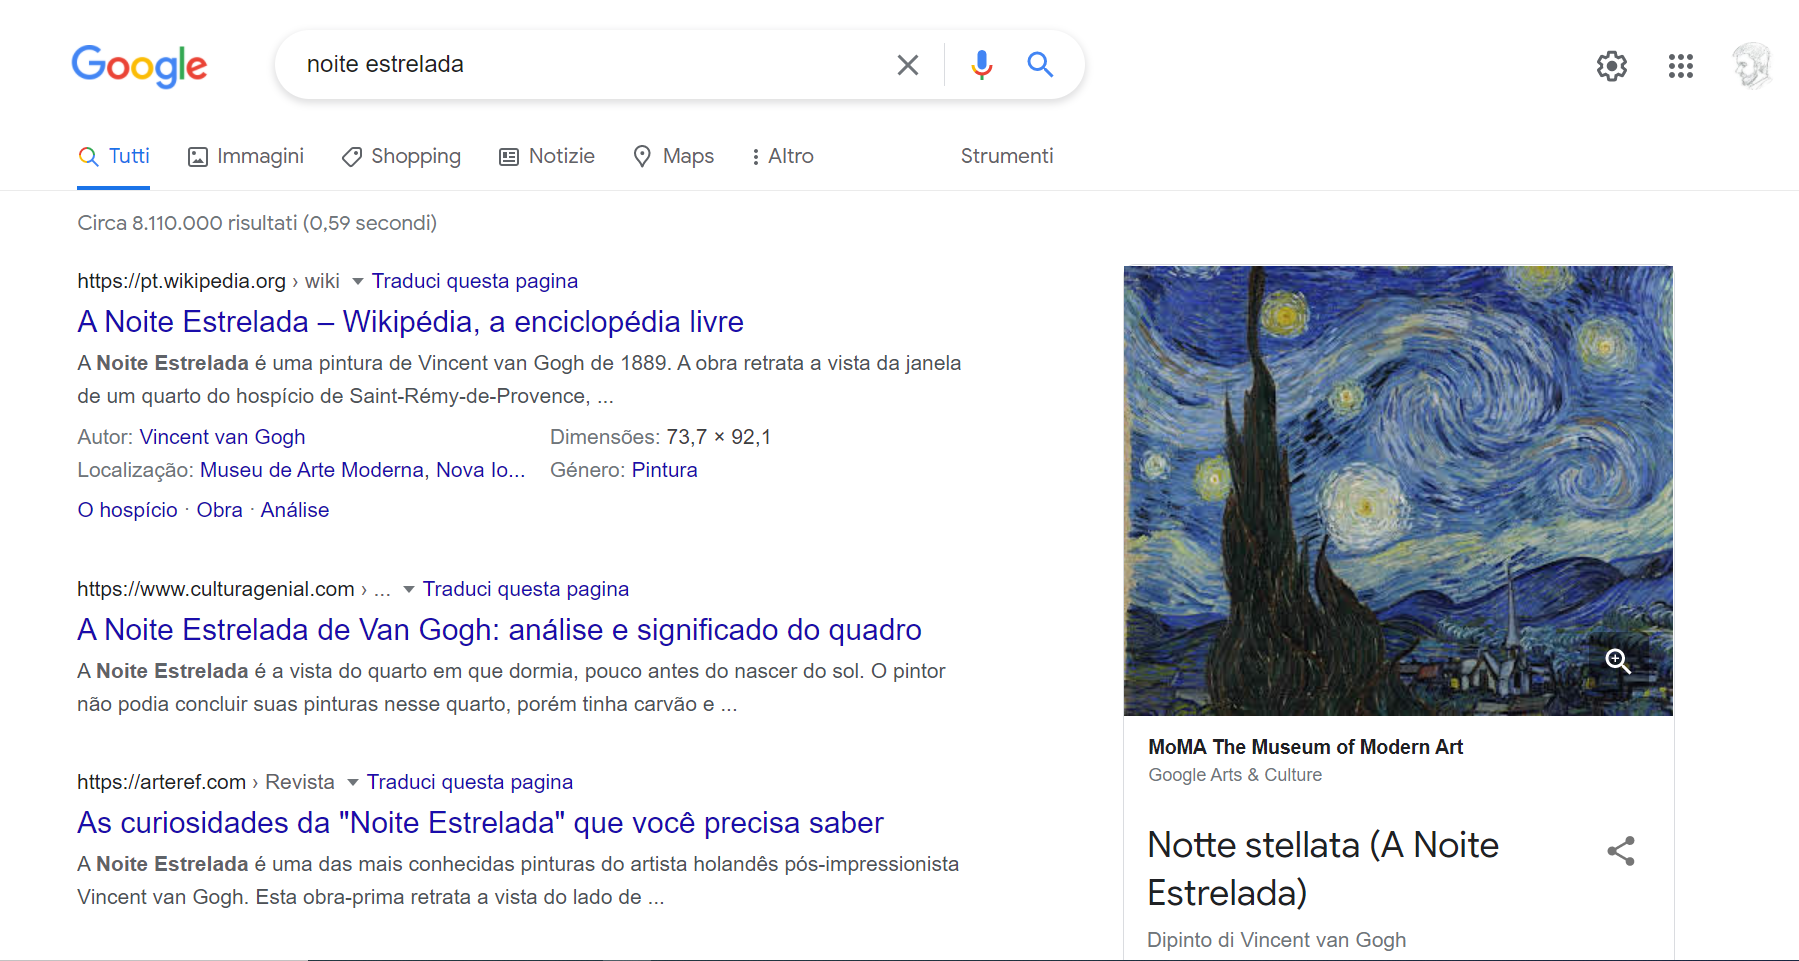 Google
noite estrelada
Tutti
Immagini
Shopping
Notizie
Maps
Altro
Strumenti
Circa 8.110.000 risultati (0,59 secondi)
https://pt.wikipedia.org › wiki Traduci questa pagina
A Noite Estrelada – Wikipédia, a enciclopédia livre
A Noite Estrelada é uma pintura de Vincent van Gogh de 1889. A obra retrata a vista da janela
de um quarto do hospício de Saint-Rémy-de-Provence, ...
Autor: Vincent van Gogh
Dimensões: 73,7 × 92,1
Localização: Museu de Arte Moderna, Nova Io...
Género: Pintura
O hospício · Obra · Análise
https://www.culturagenial.com › ... Traduci questa pagina
A Noite Estrelada de Van Gogh: análise e significado do quadro
A Noite Estrelada é a vista do quarto em que dormia, pouco antes do nascer do sol. O pintor
não podia concluir suas pinturas nesse quarto, porém tinha carvão e ...
https://arteref.com › Revista Traduci questa pagina
As curiosidades da "Noite Estrelada" que você precisa saber
A Noite Estrelada é uma das mais conhecidas pinturas do artista holandês pós-impressionista
Vincent van Gogh. Esta obra-prima retrata a vista do lado de ...
MoMA The Museum of Modern Art
Google Arts & Culture
Notte stellata (A Noite
Estrelada)
Dipinto di Vincent van Gogh